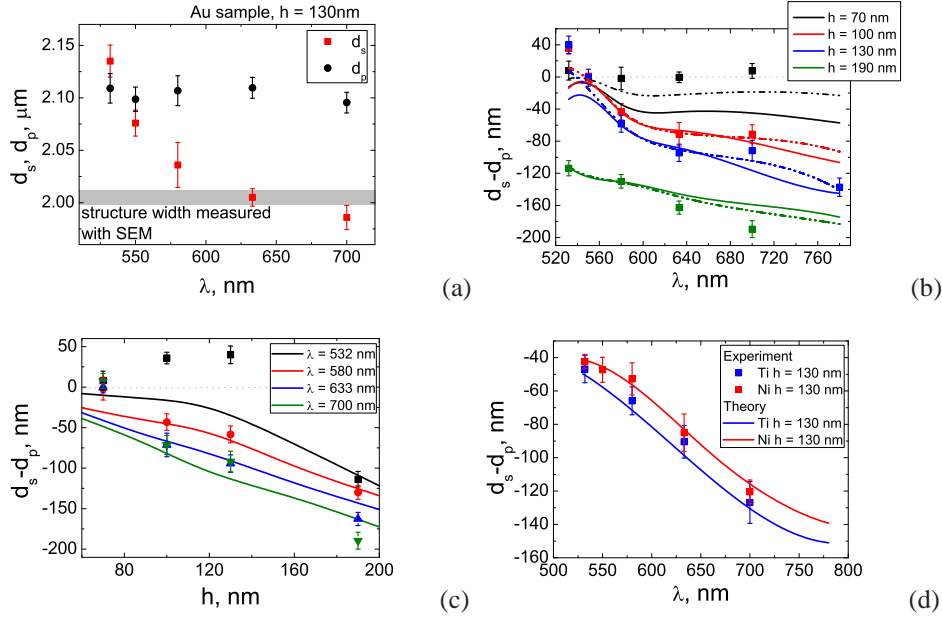 Au sample, h = 130nm
2.15
2.10
2.05
2.00
d_s, d_p, μm
d_s
d_p
structure width measured
with SEM
550 600 650 700
λ, nm
(a)
h = 70 nm
h = 100 nm
h = 130 nm
h = 190 nm
40
0
-40
-80
-120
-160
-200
d_s-d_p, nm
520 560 600 640 680 720 760
λ, nm
(b)
50
0
-50
-100
-150
-200
d_s-d_p, nm
λ = 532 nm
λ = 580 nm
λ = 633 nm
λ = 700 nm
80 120 160 200
h, nm
(c)
-20
-40
-60
-80
-100
-120
-140
-160
d_s-d_p, nm
Experiment
Ti h = 130 nm
Ni h = 130 nm
Theory
Ti h = 130 nm
Ni h = 130 nm
500 550 600 650 700 750 800
λ, nm
(d)